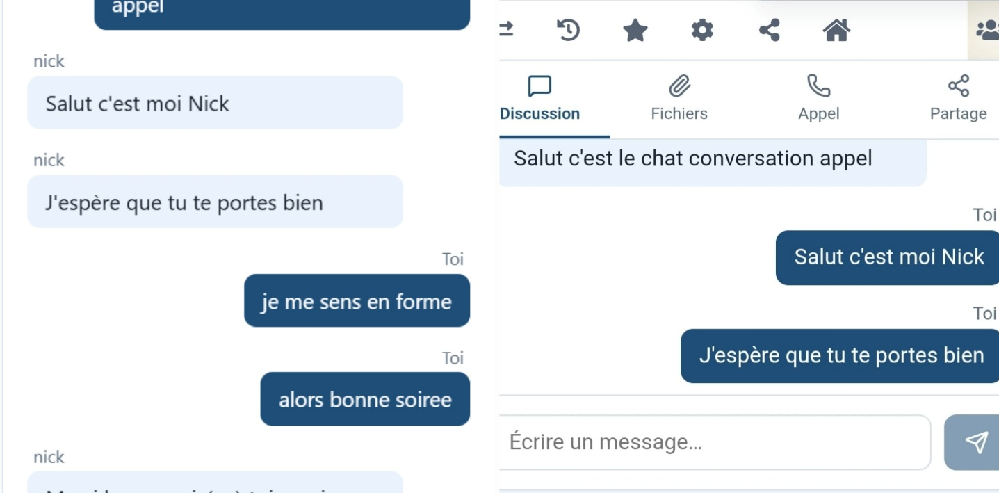 appel
nick
Salut c'est moi Nick
nick
J'espère que tu te portes bien
Toi
je me sens en forme
Toi
alors bonne soiree
nick
Discussion
Fichiers
Appel
Partage
Salut c'est le chat conversation appel
Toi
Salut c'est moi Nick
Toi
J'espère que tu te portes bien
Écrire un message…